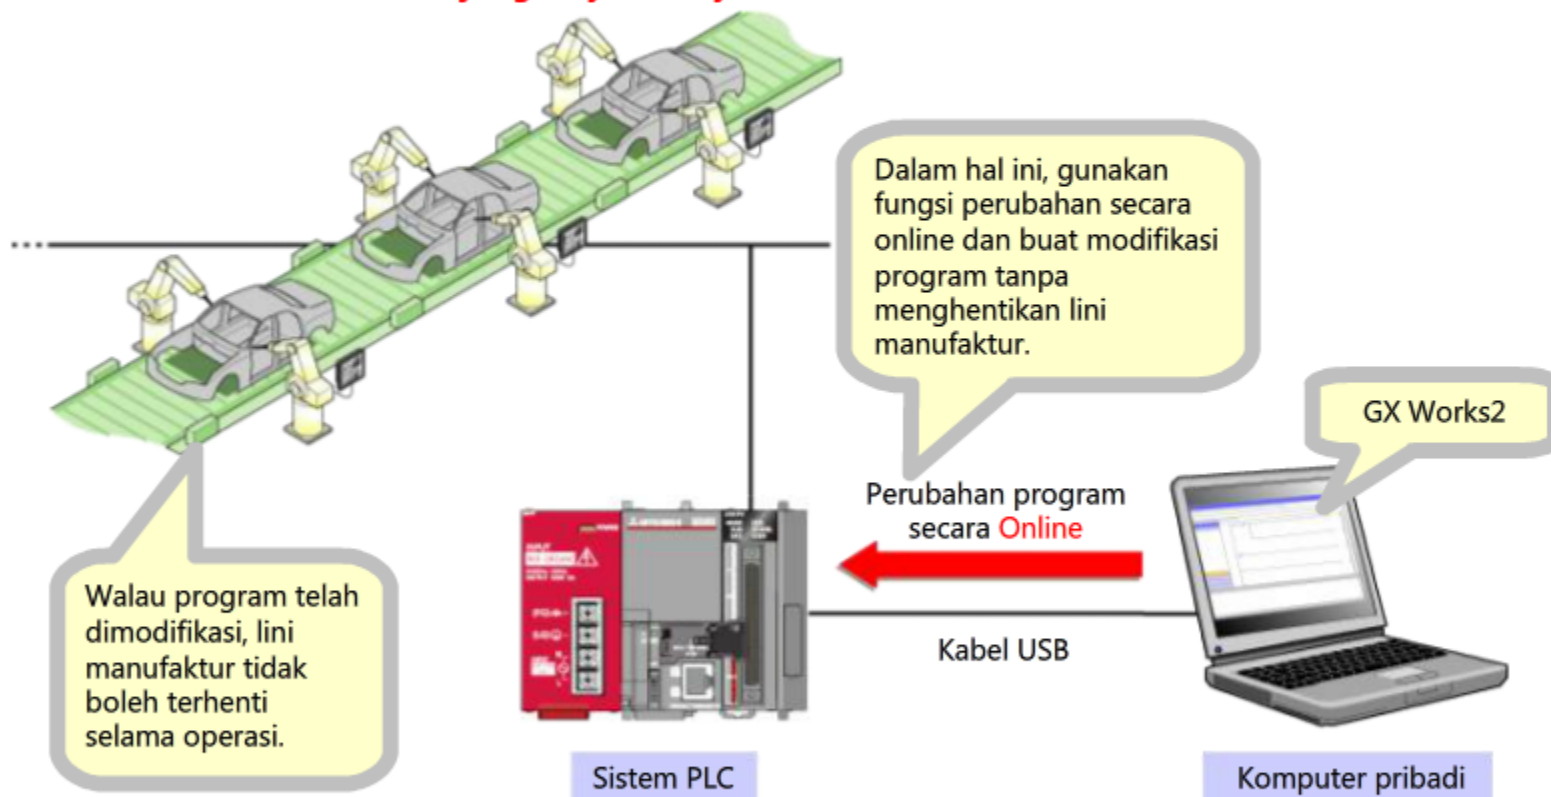 Dalam hal ini, gunakan
fungsi perubahan secara
online dan buat modifikasi
program tanpa
menghentikan lini
manufaktur.
GX Works2
Perubahan program
secara Online
Walau program telah
dimodifikasi, lini
manufaktur tidak
boleh terhenti
selama operasi.
Kabel USB
Sistem PLC
Komputer pribadi